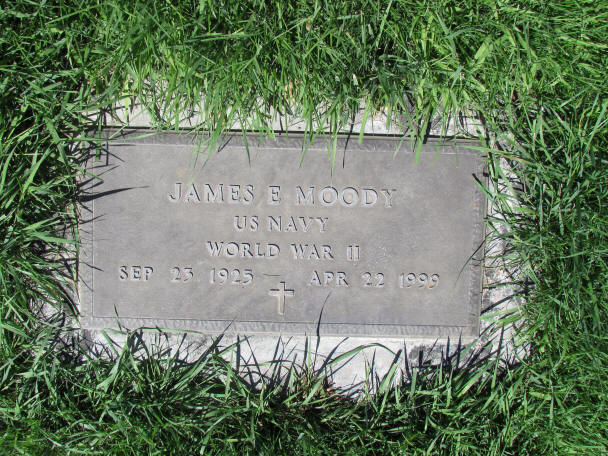 JAMES E MOODY
US NAVY
WORLD WAR II
SEP 23 1925 — APR 22 1999